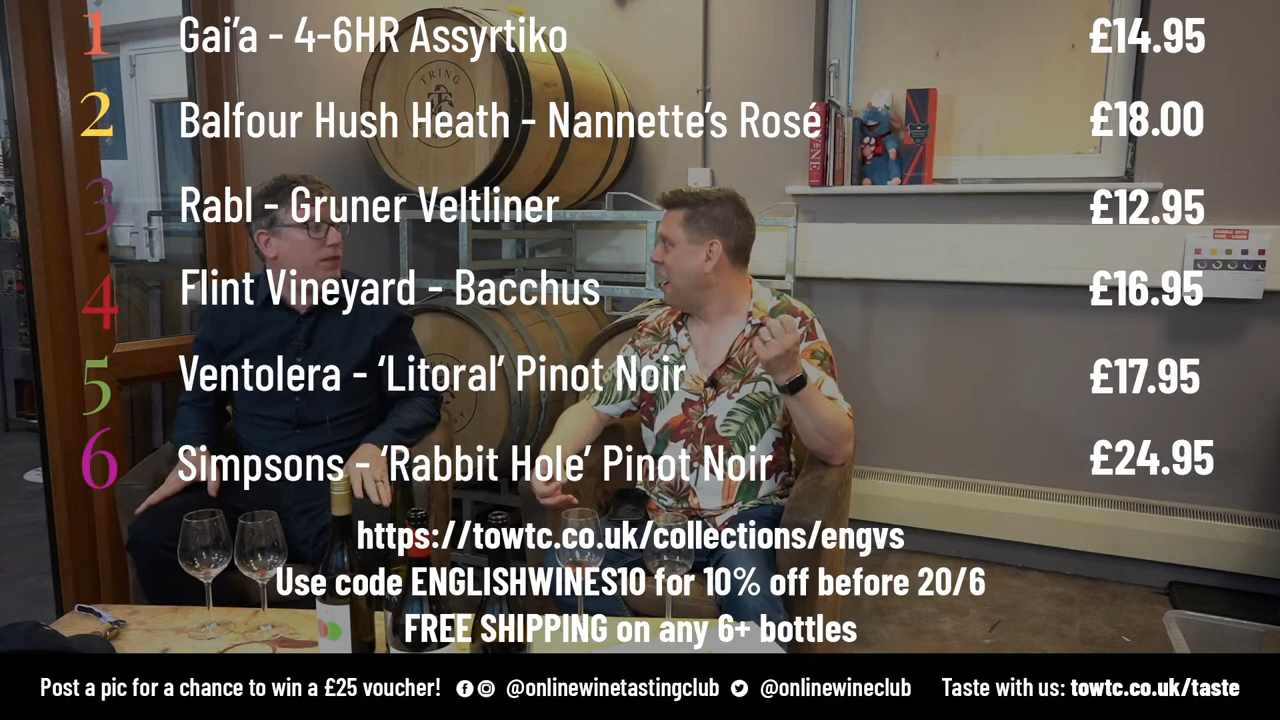 1 Gai’a - 4-6HR Assyrtiko £14.95
2 Balfour Hush Heath - Nannette’s Rosé £18.00
3 Rabl - Gruner Veltliner £12.95
4 Flint Vineyard - Bacchus £16.95
5 Ventolera - ‘Litoral’ Pinot Noir £17.95
6 Simpsons - ‘Rabbit Hole’ Pinot Noir £24.95
https://towtc.co.uk/collections/engvs
Use code ENGLISHWINES10 for 10% off before 20/6
FREE SHIPPING on any 6+ bottles
Post a pic for a chance to win a £25 voucher! @onlinewinetastingclub @onlinewineclub Taste with us: towtc.co.uk/taste
TRING
WINE